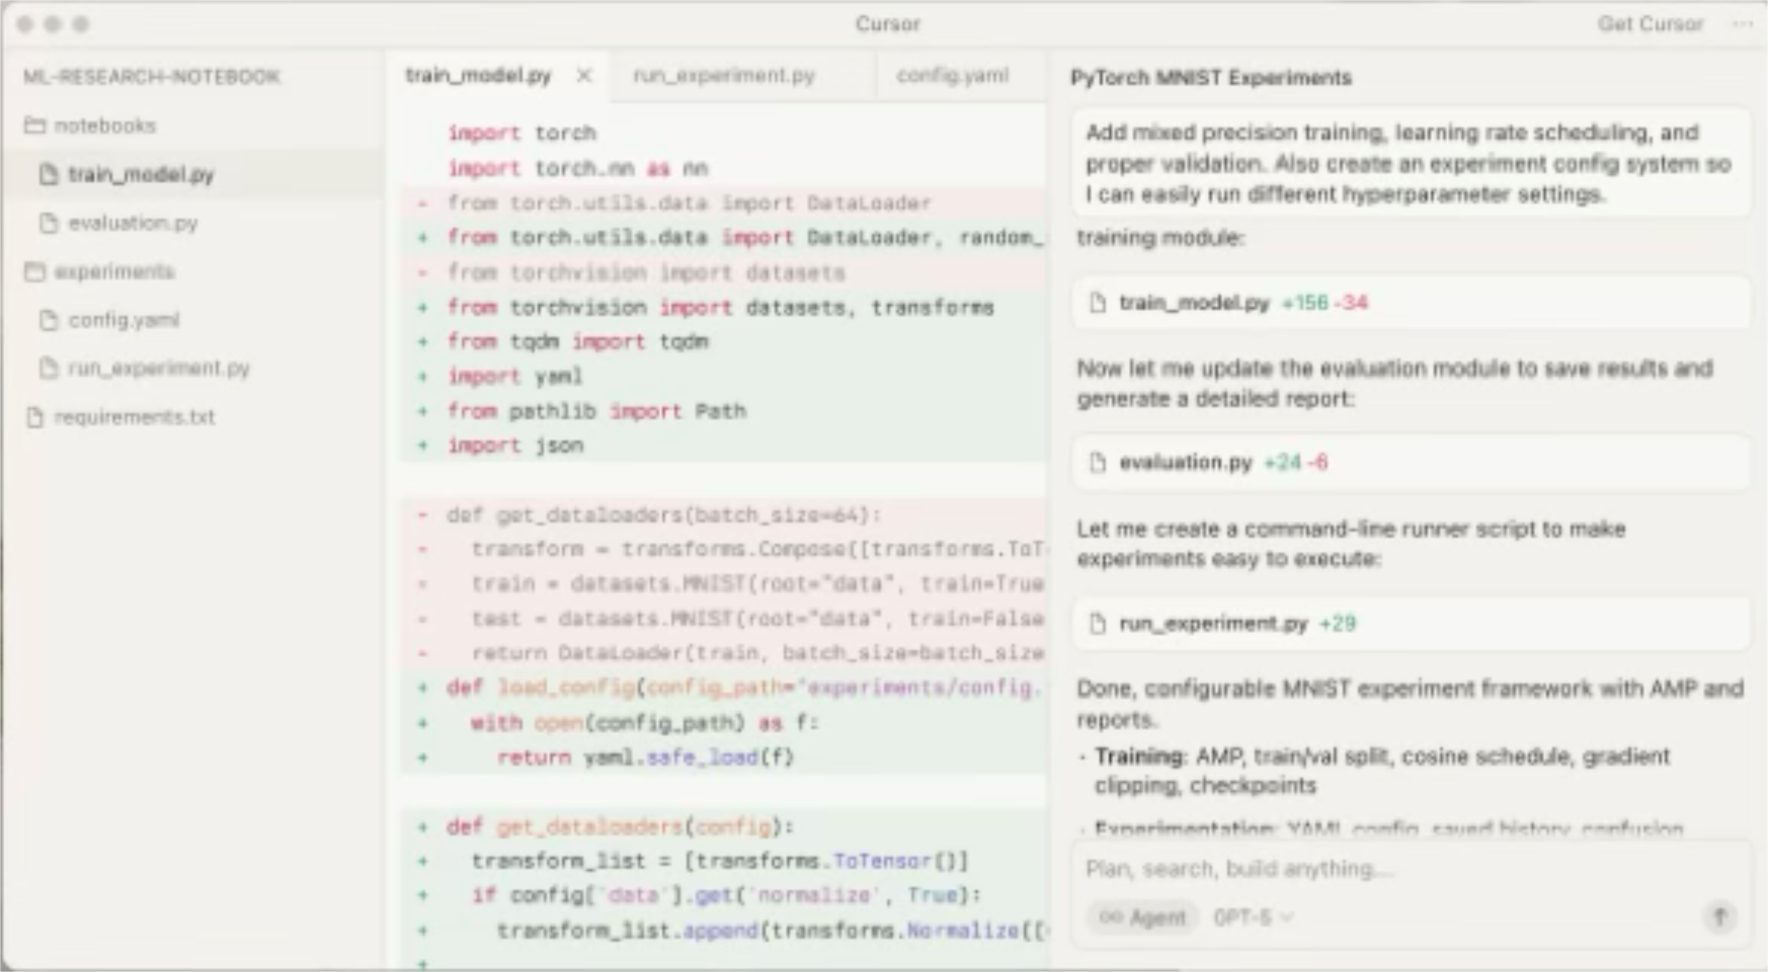 Cursor
Get Cursor ...
ML-RESEARCH-NOTEBOOK
notebooks
train_model.py
evaluation.py
experiments
config.yaml
run_experiment.py
requirements.txt
train_model.py ×
run_experiment.py
config.yaml
import torch
import torch.nn as nn
- from torch.utils.data import DataLoader
+ from torch.utils.data import DataLoader, random_
- from torchvision import datasets
+ from torchvision import datasets, transforms
+ from tqdm import tqdm
+ import yaml
+ from pathlib import Path
+ import json
- def get_dataloaders(batch_size=64):
- transform = transforms.Compose([transforms.ToT
- train = datasets.MNIST(root="data", train=True
- test = datasets.MNIST(root="data", train=False
- return DataLoader(train, batch_size=batch_size
+ def load_config(config_path="experiments/config.
+ with open(config_path) as f:
+ return yaml.safe_load(f)
+ def get_dataloaders(config):
+ transform_list = [transforms.ToTensor()]
+ if config['data'].get('normalize', True):
+ transform_list.append(transforms.Normalize([
+
PyTorch MNIST Experiments
Add mixed precision training, learning rate scheduling, and
proper validation. Also create an experiment config system so
I can easily run different hyperparameter settings.
training module:
train_model.py +156 -34
Now let me update the evaluation module to save results and
generate a detailed report:
evaluation.py +24 -6
Let me create a command-line runner script to make
experiments easy to execute:
run_experiment.py +29
Done, configurable MNIST experiment framework with AMP and
reports.
· Training: AMP, train/val split, cosine schedule, gradient
clipping, checkpoints
· Experimentation: YAML config, saved history, confusion
Plan, search, build anything...
Agent GPT-5